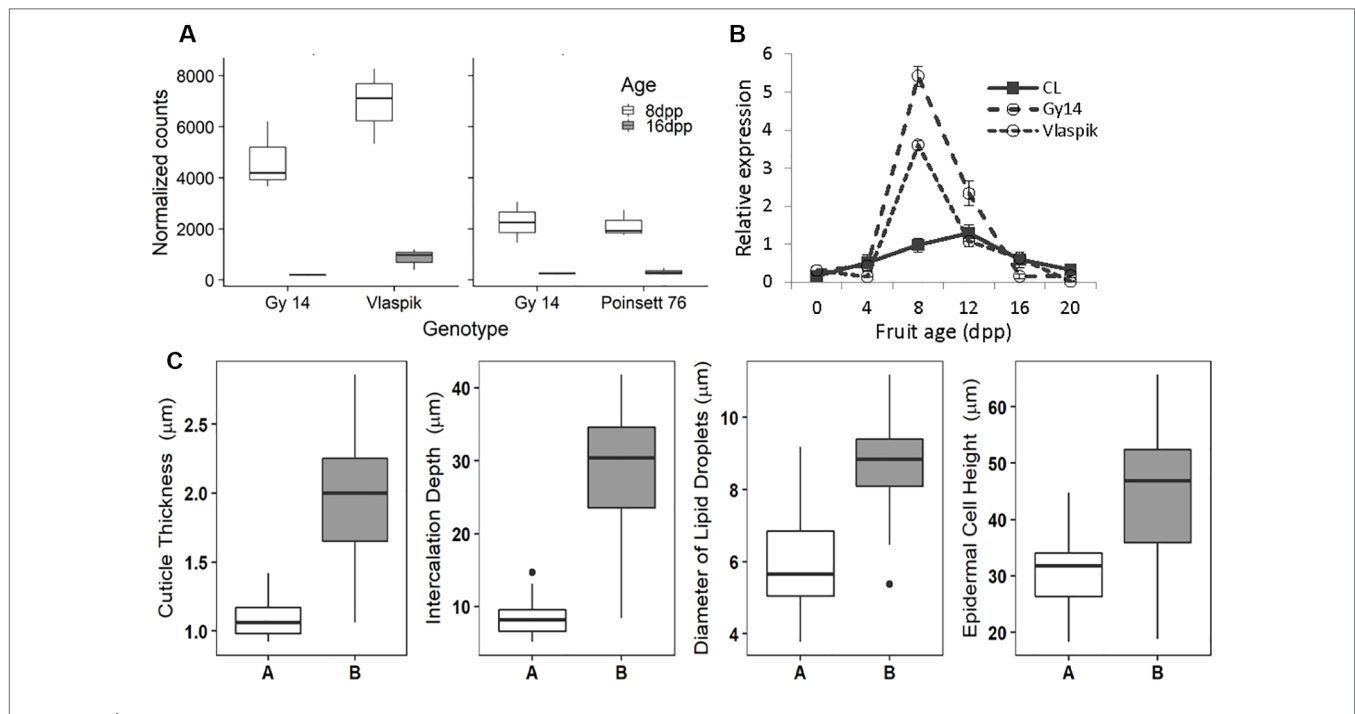 A
Normalized counts
8000
6000
4000
2000
0
Age
8dpp
16dpp
Gy 14
Vlaspik
Gy 14
Poinsett 76
Genotype
B
Relative expression
6
5
4
3
2
1
0
CL
Gy14
Vlaspik
0 4 8 12 16 20
Fruit age (dpp)
C
Cuticle Thickness (μm)
2.5
2.0
1.5
1.0
A B
Intercalation Depth (μm)
40
30
20
10
A B
Diameter of Lipid Droplets (μm)
10
8
6
4
A B
Epidermal Cell Height (μm)
60
50
40
30
20
A B